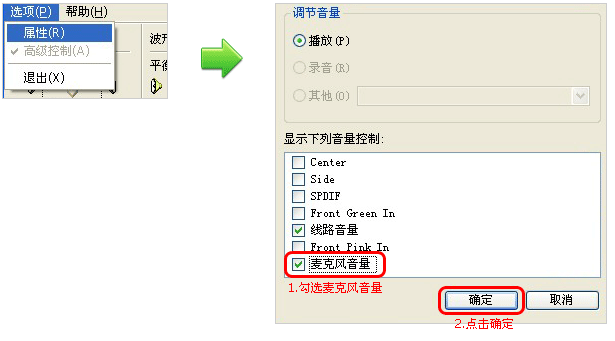 选项(P) 帮助(H)
属性(R)
高级控制(A)
退出(X)
波形
平衡
调节音量
播放(P)
录音(R)
其他(O)
显示下列音量控制:
Center
Side
SPDIF
Front Green In
线路音量
Front Pink In
麦克风音量
1.勾选麦克风音量
确定 取消
2.点击确定